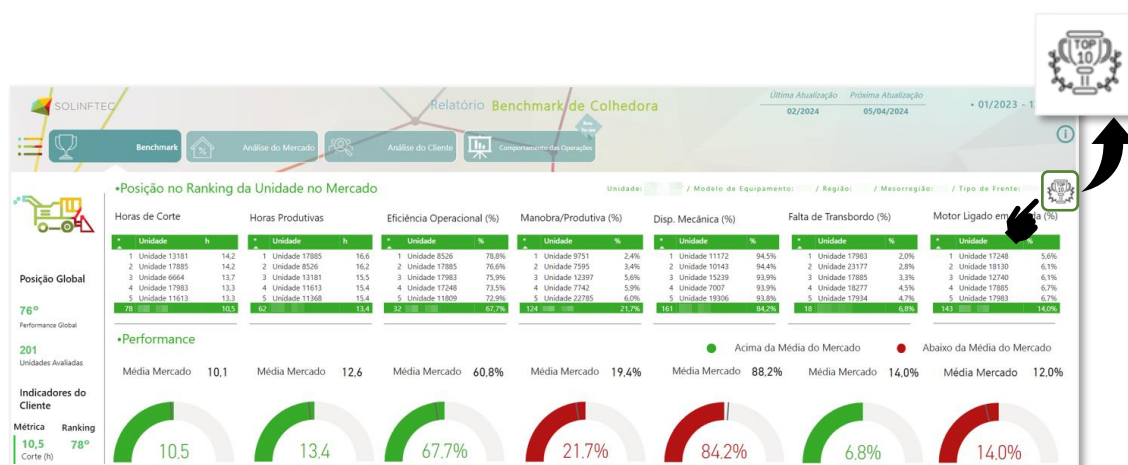 TOP
10
SOLINFTEC
Relatório Benchmark de Colhedora
Última Atualização
Próxima Atualização
02/2024
05/04/2024
• 01/2023 - 1
Benchmark
Análise do Mercado
Análise do Cliente
Comportamento das Operações
•Posição no Ranking da Unidade no Mercado
Unidade: / Modelo de Equipamento: / Região: / Mesorregião: / Tipo de Frente:
Horas de Corte
Unidade h
1 Unidade 13181 14,2
2 Unidade 17885 14,2
3 Unidade 6664 13,7
4 Unidade 17983 13,3
5 Unidade 11613 13,3
78 10,5
Horas Produtivas
Unidade h
1 Unidade 17885 16,6
2 Unidade 8526 16,2
3 Unidade 13181 15,5
4 Unidade 11613 15,4
5 Unidade 11368 15,4
62 13,4
Eficiência Operacional (%)
Unidade %
1 Unidade 8526 78,8%
2 Unidade 17885 76,6%
3 Unidade 17983 75,9%
4 Unidade 17248 73,5%
5 Unidade 11809 72,9%
32 67,7%
Manobra/Produtiva (%)
Unidade %
1 Unidade 9751 2,4%
2 Unidade 7595 3,4%
3 Unidade 12397 5,6%
4 Unidade 7742 5,9%
5 Unidade 22785 6,0%
124 21,7%
Disp. Mecânica (%)
Unidade %
1 Unidade 11172 94,5%
2 Unidade 10143 94,4%
3 Unidade 15239 93,9%
4 Unidade 7007 93,9%
5 Unidade 19306 93,8%
161 84,2%
Falta de Transbordo (%)
Unidade %
1 Unidade 17983 2,0%
2 Unidade 23177 2,8%
3 Unidade 17885 3,3%
4 Unidade 18277 4,5%
5 Unidade 17934 4,7%
18 6,8%
Motor Ligado em (%)
Unidade %
1 Unidade 17248 5,6%
2 Unidade 18130 6,1%
3 Unidade 12740 6,1%
4 Unidade 17885 6,7%
5 Unidade 17983 6,7%
143 14,0%
Posição Global
76º
Performance Global
201
Unidades Avaliadas
Indicadores do
Cliente
Métrica Ranking
10,5 78º
Corte (h)
•Performance
Acima da Média do Mercado
Abaixo da Média do Mercado
Média Mercado 10,1
Média Mercado 12,6
Média Mercado 60,8%
Média Mercado 19,4%
Média Mercado 88,2%
Média Mercado 14,0%
Média Mercado 12,0%
10.5
13.4
67.7%
21.7%
84.2%
6.8%
14.0%